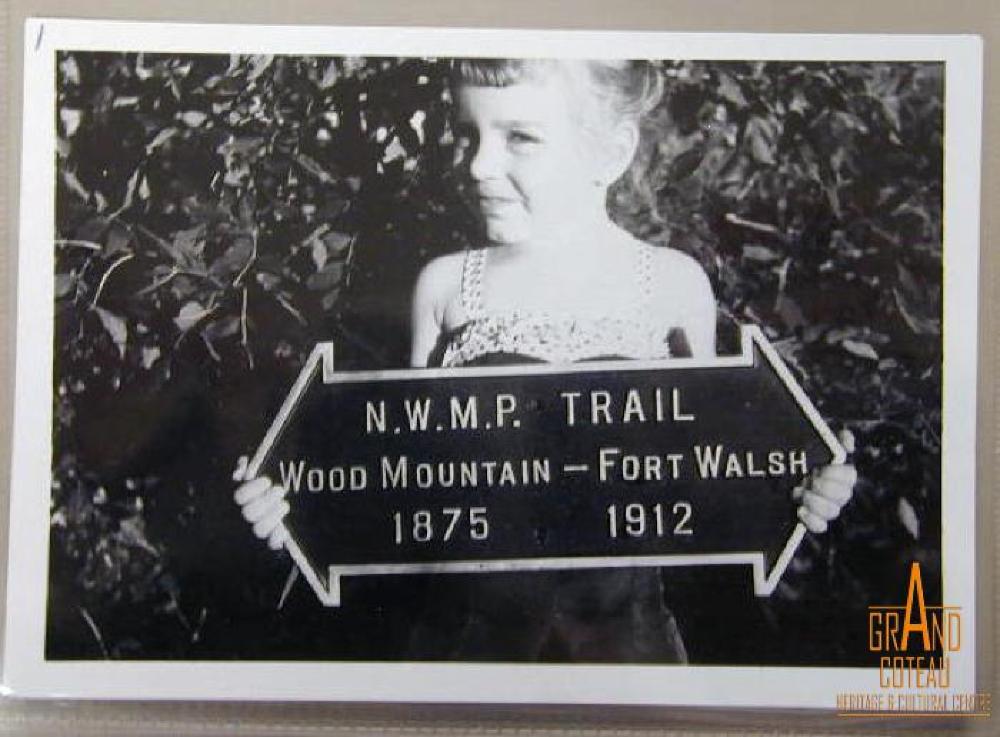 N.W.M.P. TRAIL
WOOD MOUNTAIN – FORT WALSH
1875 1912
GRAND
COTEAU
HERITAGE & CULTURAL CENTRE